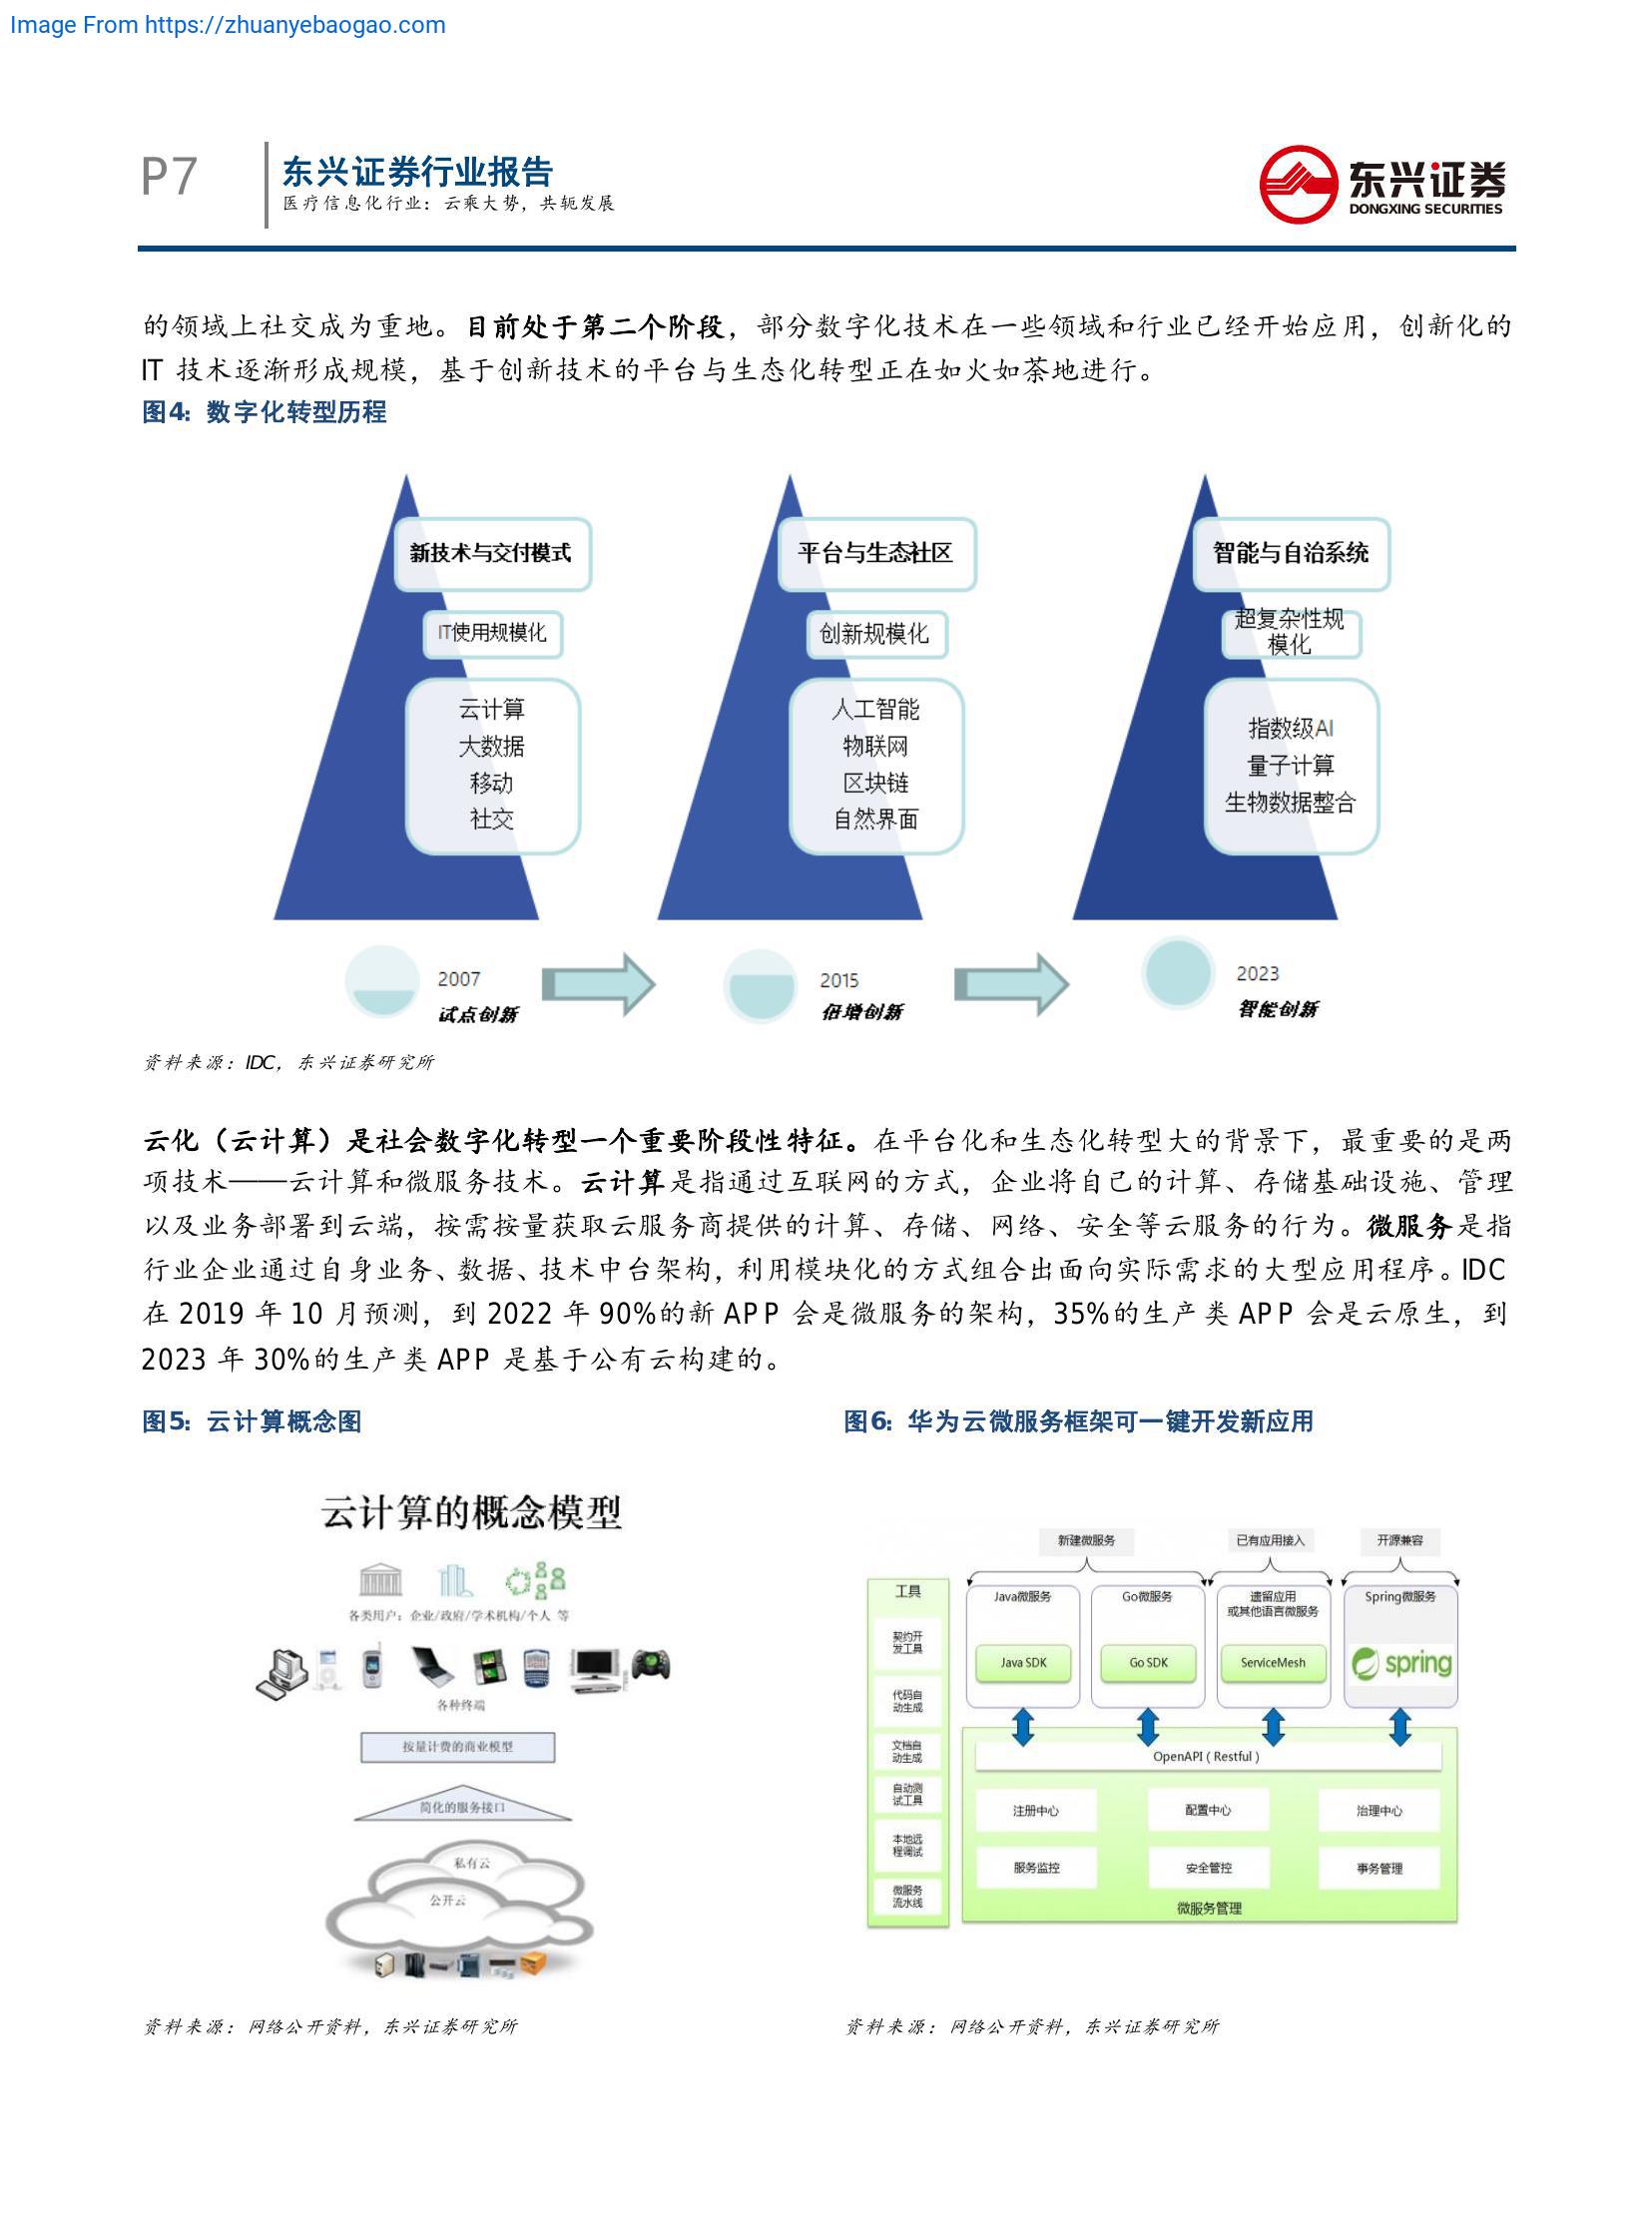 Image From https://zhuanyebaogao.com
P7
东兴证券行业报告
医疗信息化行业：云乘大势，共轭发展
东兴证券
DONGXING SECURITIES
的领域上社交成为重地。目前处于第二个阶段，部分数字化技术在一些领域和行业已经开始应用，创新化的
IT 技术逐渐形成规模，基于创新技术的平台与生态化转型正在如火如荼地进行。
图4：数字化转型历程
新技术与交付模式
IT使用规模化
云计算
大数据
移动
社交
平台与生态社区
创新规模化
人工智能
物联网
区块链
自然界面
智能与自治系统
超复杂性规
模化
指数级AI
量子计算
生物数据整合
2007
试点创新
2015
倍增创新
2023
智能创新
资料来源：IDC，东兴证券研究所
云化（云计算）是社会数字化转型一个重要阶段性特征。在平台化和生态化转型大的背景下，最重要的是两
项技术——云计算和微服务技术。云计算是指通过互联网的方式，企业将自己的计算、存储基础设施、管理
以及业务部署到云端，按需按量获取云服务商提供的计算、存储、网络、安全等云服务的行为。微服务是指
行业企业通过自身业务、数据、技术中台架构，利用模块化的方式组合出面向实际需求的大型应用程序。IDC
在 2019 年 10 月预测，到 2022 年 90%的新 APP 会是微服务的架构，35%的生产类 APP 会是云原生，到
2023 年 30%的生产类 APP 是基于公有云构建的。
图5：云计算概念图
云计算的概念模型
各类用户：企业/政府/学术机构/个人 等
各种终端
按量计费的商业模型
简化的服务接口
私有云
公开云
资料来源：网络公开资料，东兴证券研究所
图6：华为云微服务框架可一键开发新应用
新建微服务
已有应用接入
开源兼容
工具
契约开
发工具
代码自
动生成
文档自
动生成
自动测
试工具
本地远
程调试
微服务
流水线
Java微服务
Java SDK
Go微服务
Go SDK
遗留应用
或其他语言微服务
ServiceMesh
Spring微服务
spring
OpenAPI ( Restful )
注册中心
配置中心
治理中心
服务监控
安全管控
事务管理
微服务管理
资料来源：网络公开资料，东兴证券研究所